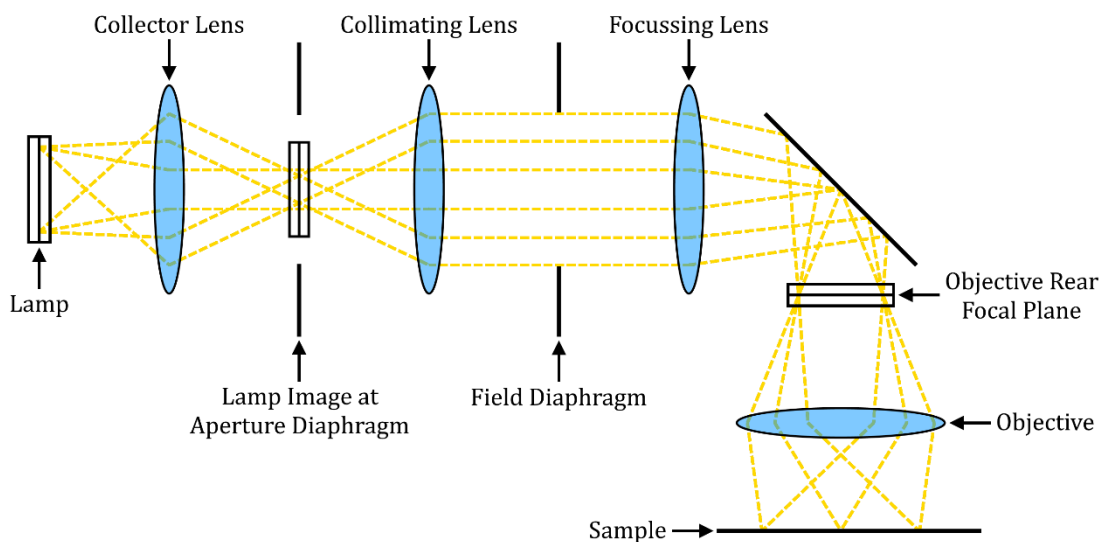 Collector Lens
Collimating Lens
Focussing Lens
Lamp
Objective Rear
Focal Plane
Lamp Image at
Aperture Diaphragm
Field Diaphragm
Objective
Sample